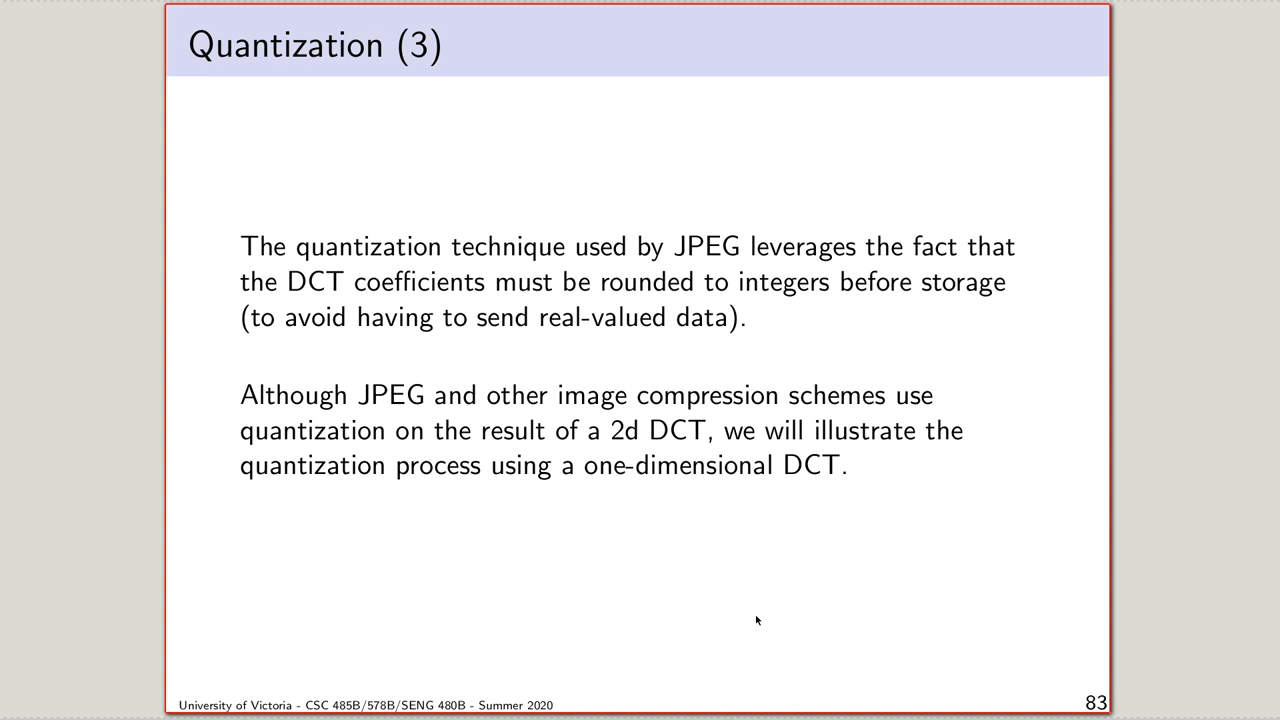 Quantization (3)
The quantization technique used by JPEG leverages the fact that
the DCT coefficients must be rounded to integers before storage
(to avoid having to send real-valued data).
Although JPEG and other image compression schemes use
quantization on the result of a 2d DCT, we will illustrate the
quantization process using a one-dimensional DCT.
University of Victoria - CSC 485B/578B/SENG 480B - Summer 2020
83